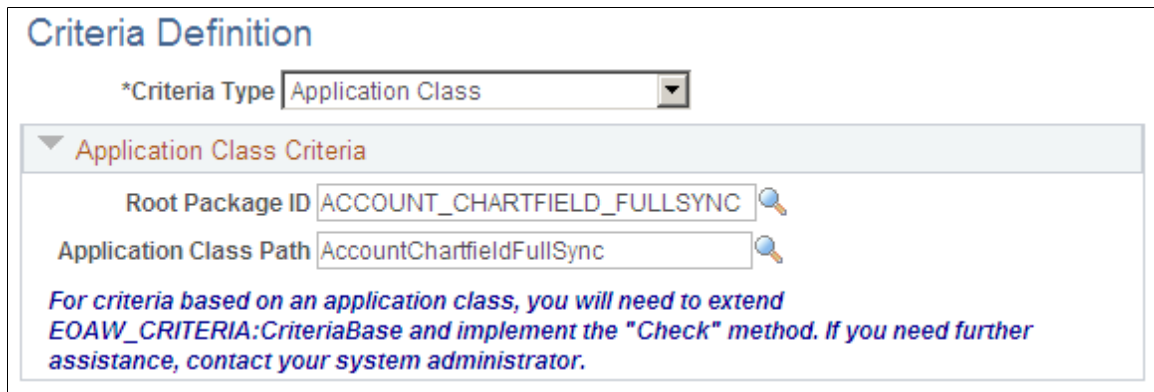 Criteria Definition
*Criteria Type Application Class
Application Class Criteria
Root Package ID ACCOUNT_CHARTFIELD_FULLSYNC
Application Class Path AccountChartfieldFullSync
For criteria based on an application class, you will need to extend
EOAW_CRITERIA:CriteriaBase and implement the "Check" method. If you need further
assistance, contact your system administrator.